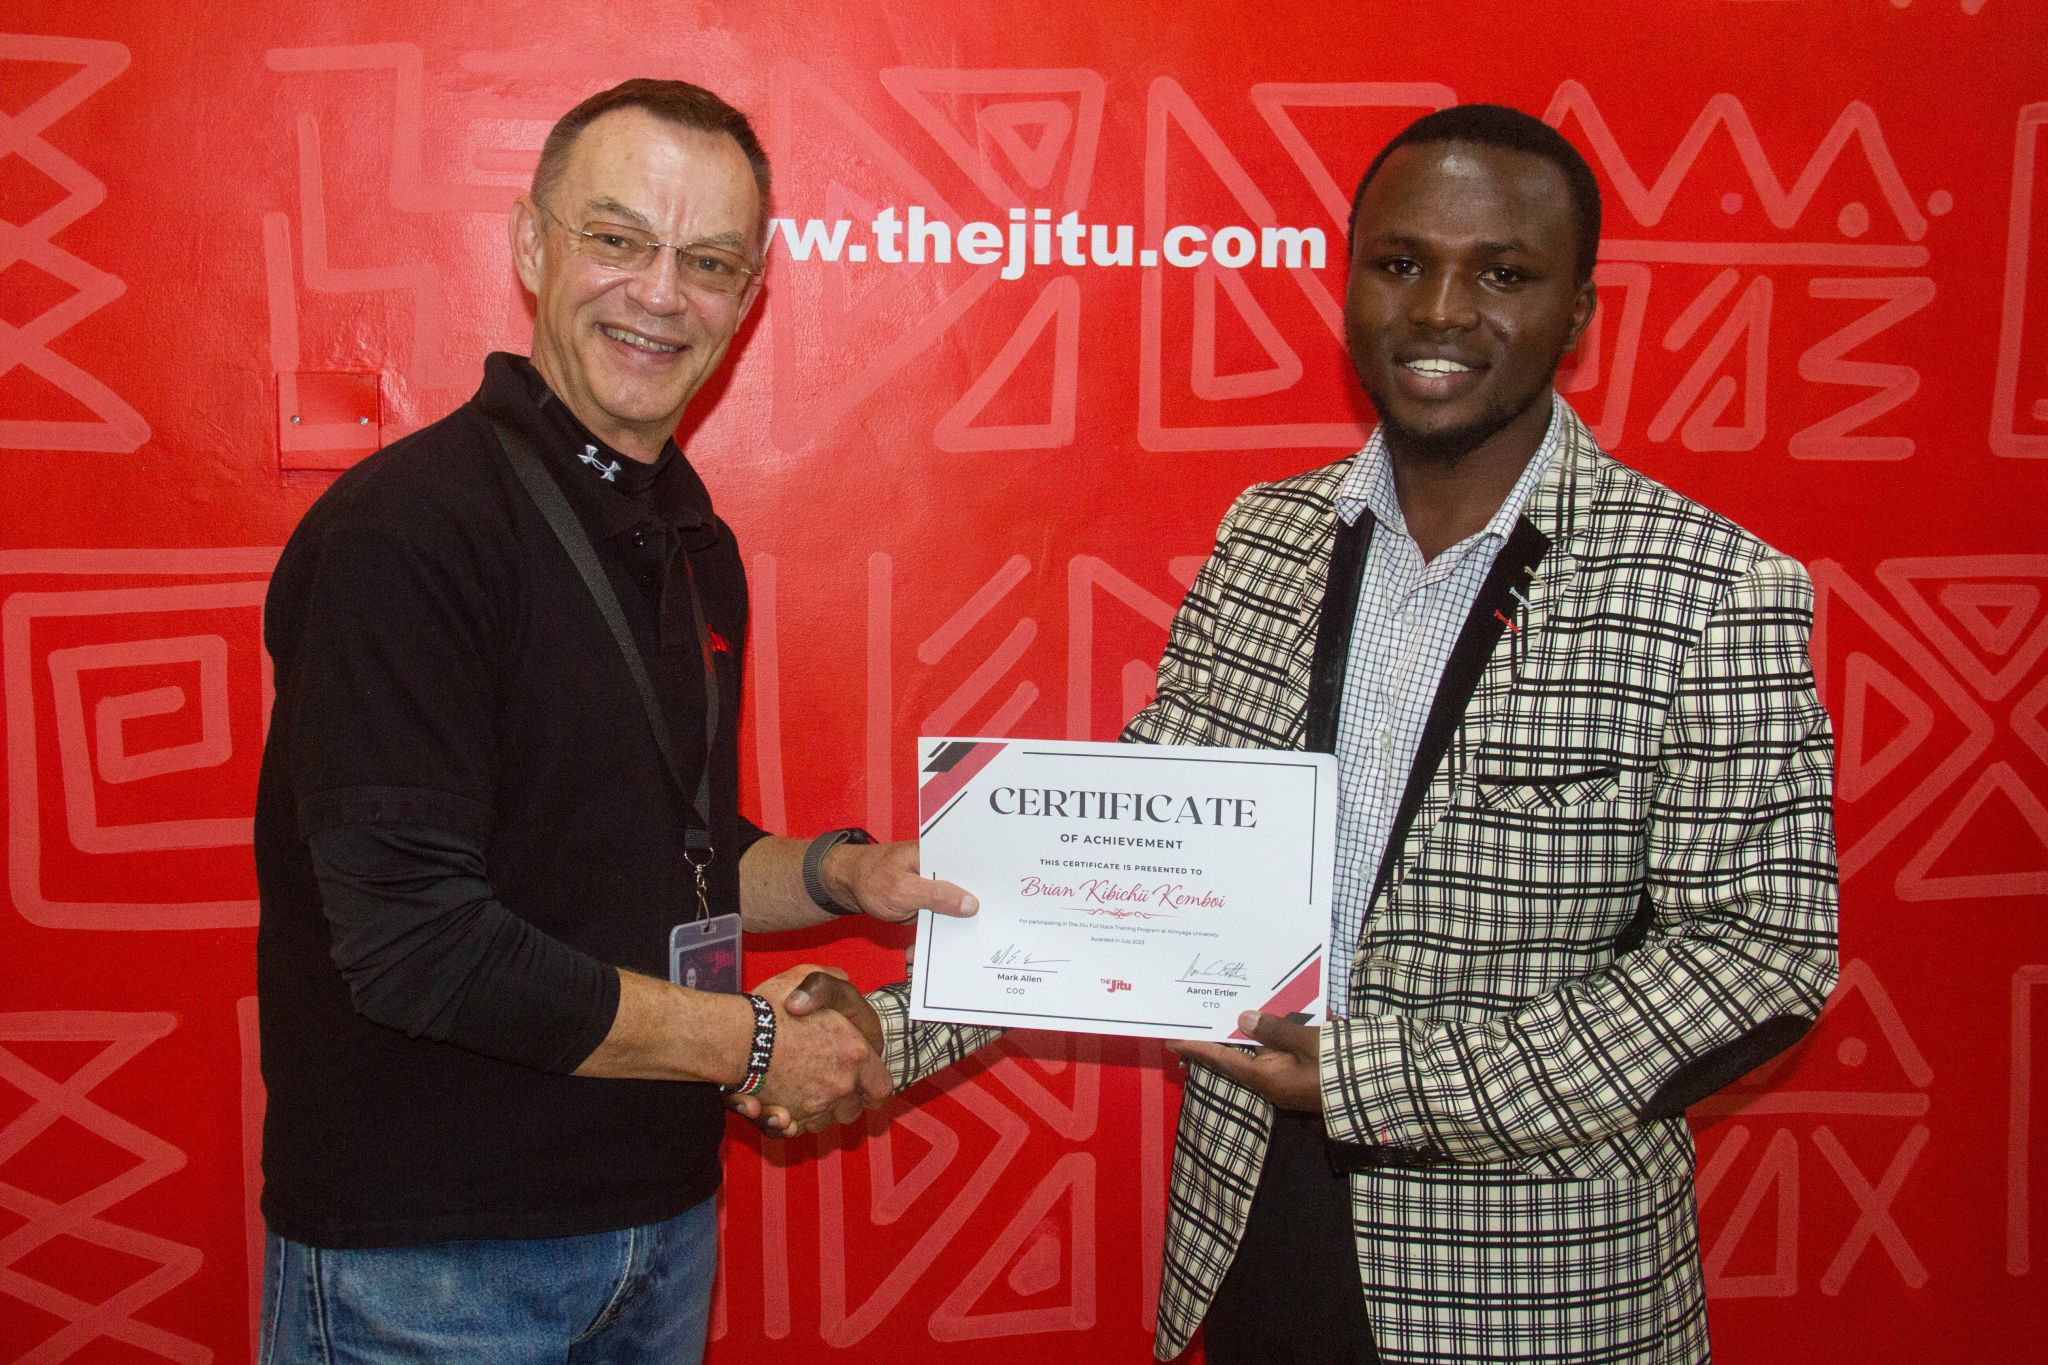 ww.thejitu.com
CERTIFICATE
OF ACHIEVEMENT
THIS CERTIFICATE IS PRESENTED TO
Brian Kibichii Kemboi
For participating in The Jitu Full Stack Training Program at Kirinyaga University.
Awarded in July 2023.
Mark Allen
COO
THE Jitu
Aaron Ertler
CTO
MARK